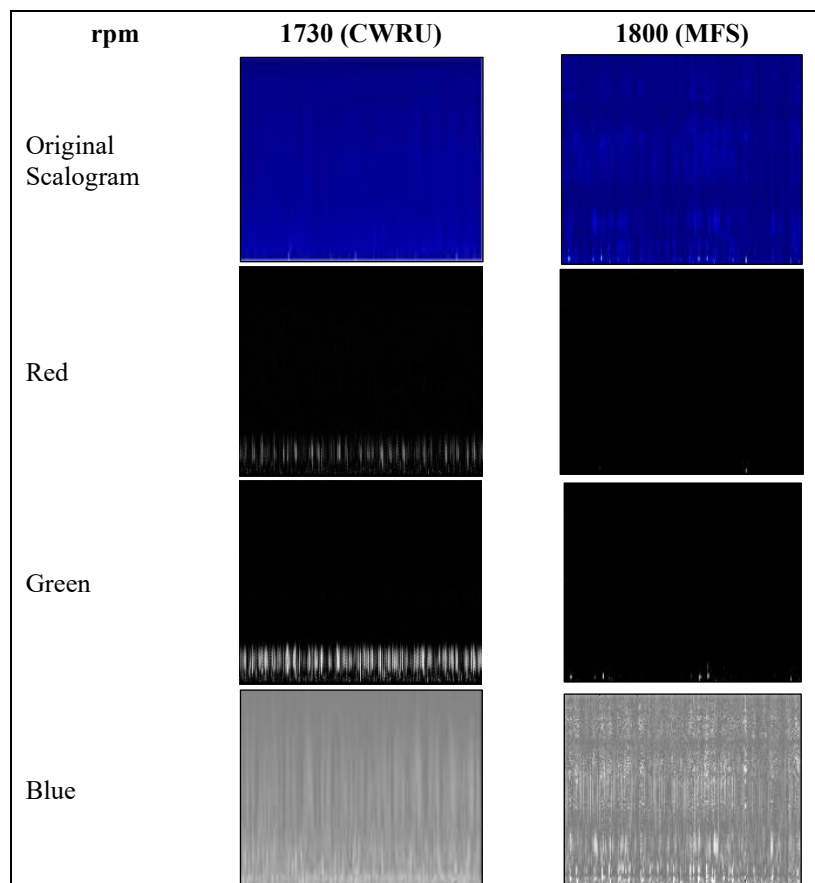 rpm 1730 (CWRU) 1800 (MFS)
Original
Scalogram
Red
Green
Blue